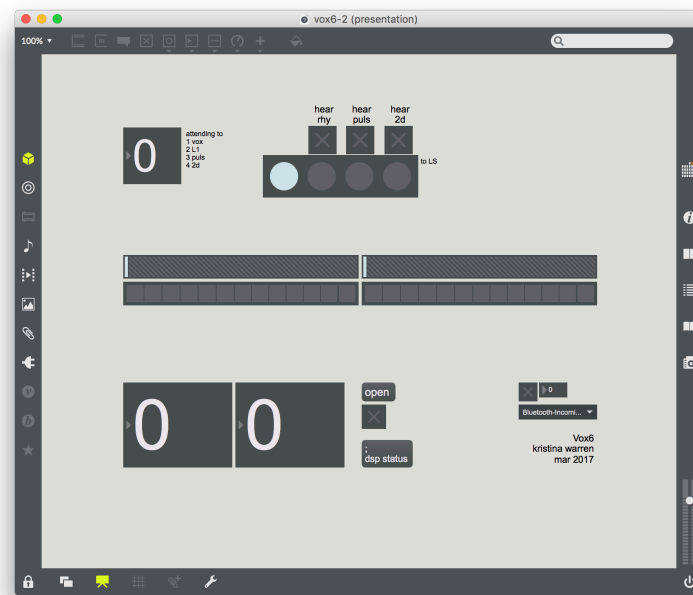 vox6-2 (presentation)
100%
hear rhy
hear puls
hear 2d
0
attending to
1 vox
2 L1
3 puls
4 2d
to LS
0
0
open
;
dsp status
0
Bluetooth-Incomi...
Vox6
kristina warren
mar 2017